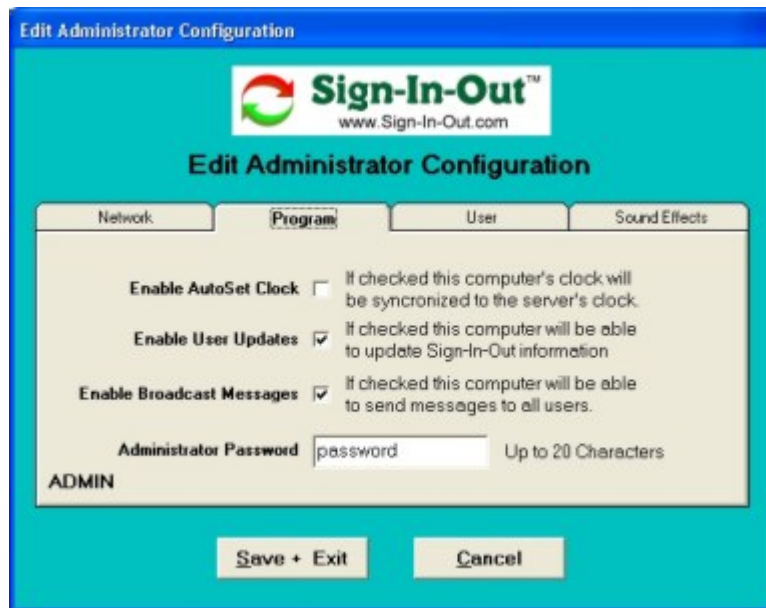 Edit Administrator Configuration
Sign-In-Out™
www.Sign-In-Out.com
Edit Administrator Configuration
Network Program User Sound Effects
Enable AutoSet Clock If checked this computer's clock will
be syncronized to the server's clock.
Enable User Updates If checked this computer will be able
to update Sign-In-Out information
Enable Broadcast Messages If checked this computer will be able
to send messages to all users.
Administrator Password password Up to 20 Characters
ADMIN
Save + Exit Cancel